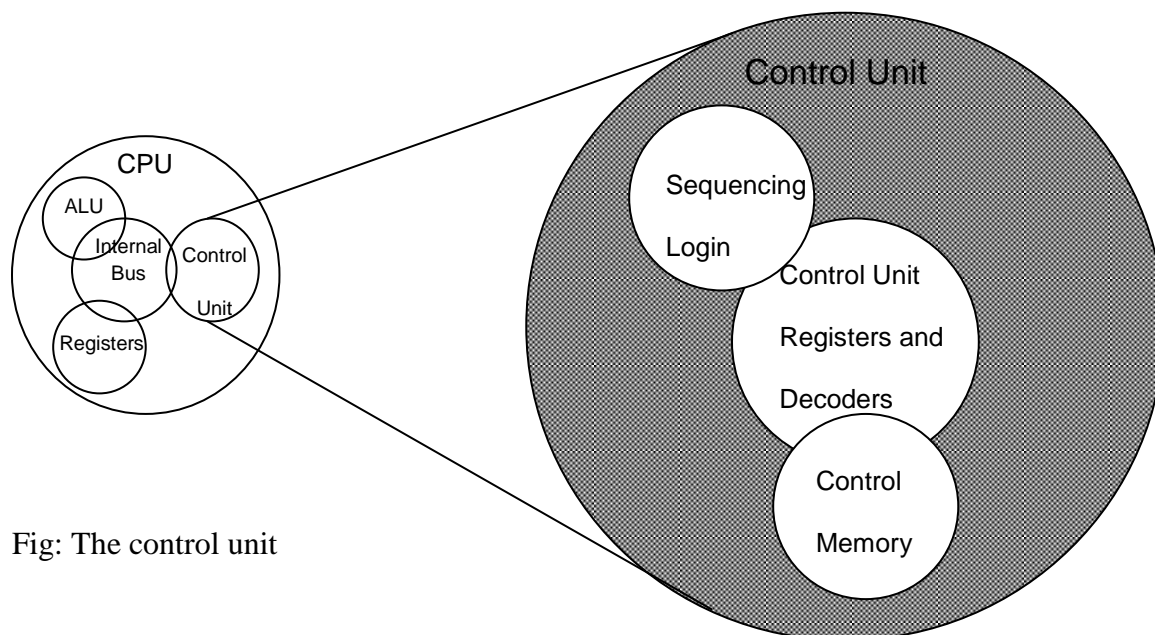 Control Unit
CPU
ALU
Internal
Bus
Control
Unit
Registers
Sequencing
Login
Control Unit
Registers and
Decoders
Control
Memory
Fig: The control unit